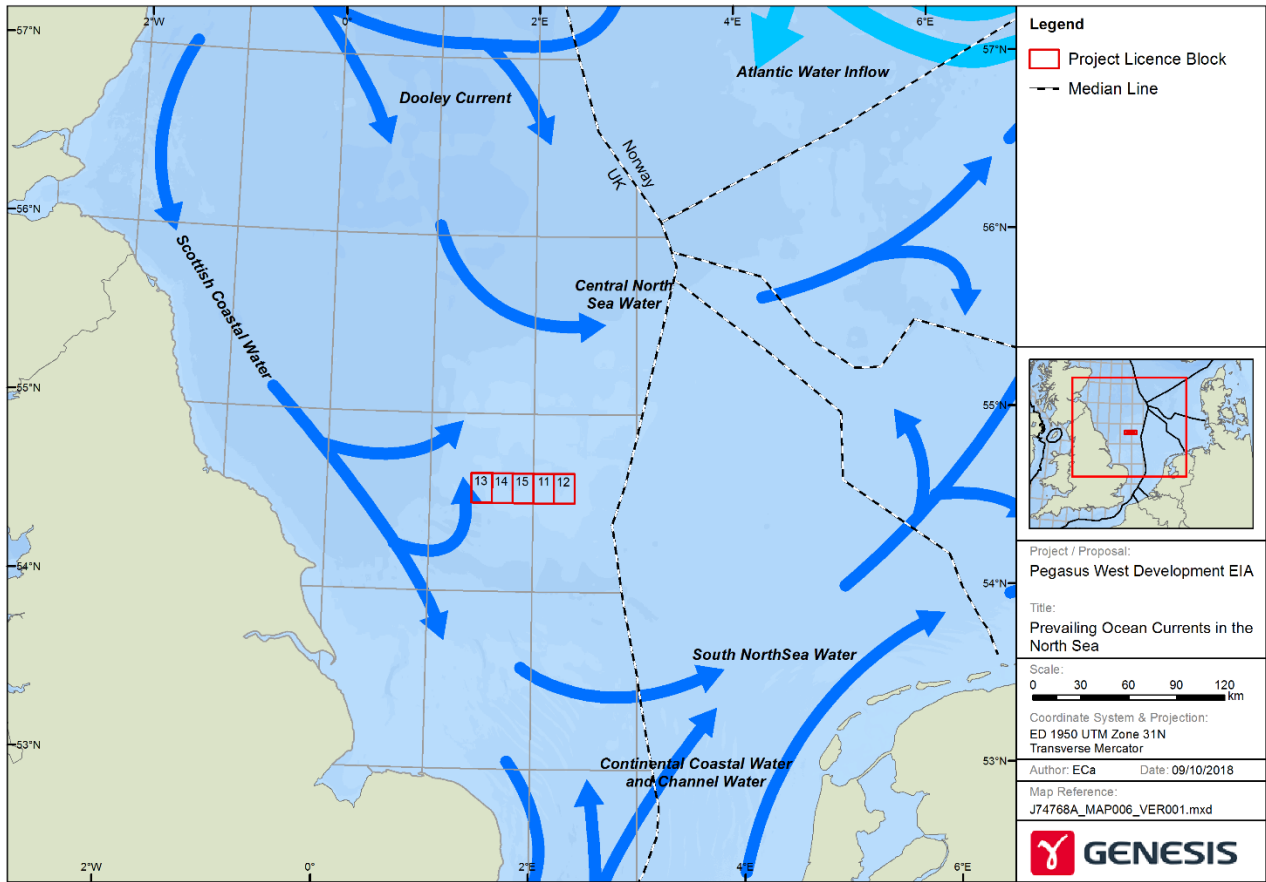 2°W
0°
2°E
4°E
6°E
57°N
57°N
Atlantic Water Inflow
Dooley Current
Norway
UK
56°N
56°N
Scottish Coastal Water
Central North
Sea Water
55°N
55°N
13
14
15
11
12
54°N
54°N
South NorthSea Water
53°N
53°N
Continental Coastal Water
and Channel Water
2°W
0°
2°E
4°E
6°E
Legend
Project Licence Block
Median Line
Project / Proposal:
Pegasus West Development EIA
Title:
Prevailing Ocean Currents in the
North Sea
Scale:
0 30 60 90 120
km
Coordinate System & Projection:
ED 1950 UTM Zone 31N
Transverse Mercator
Author: ECa Date: 09/10/2018
Map Reference:
J74768A_MAP006_VER001.mxd
GENESIS